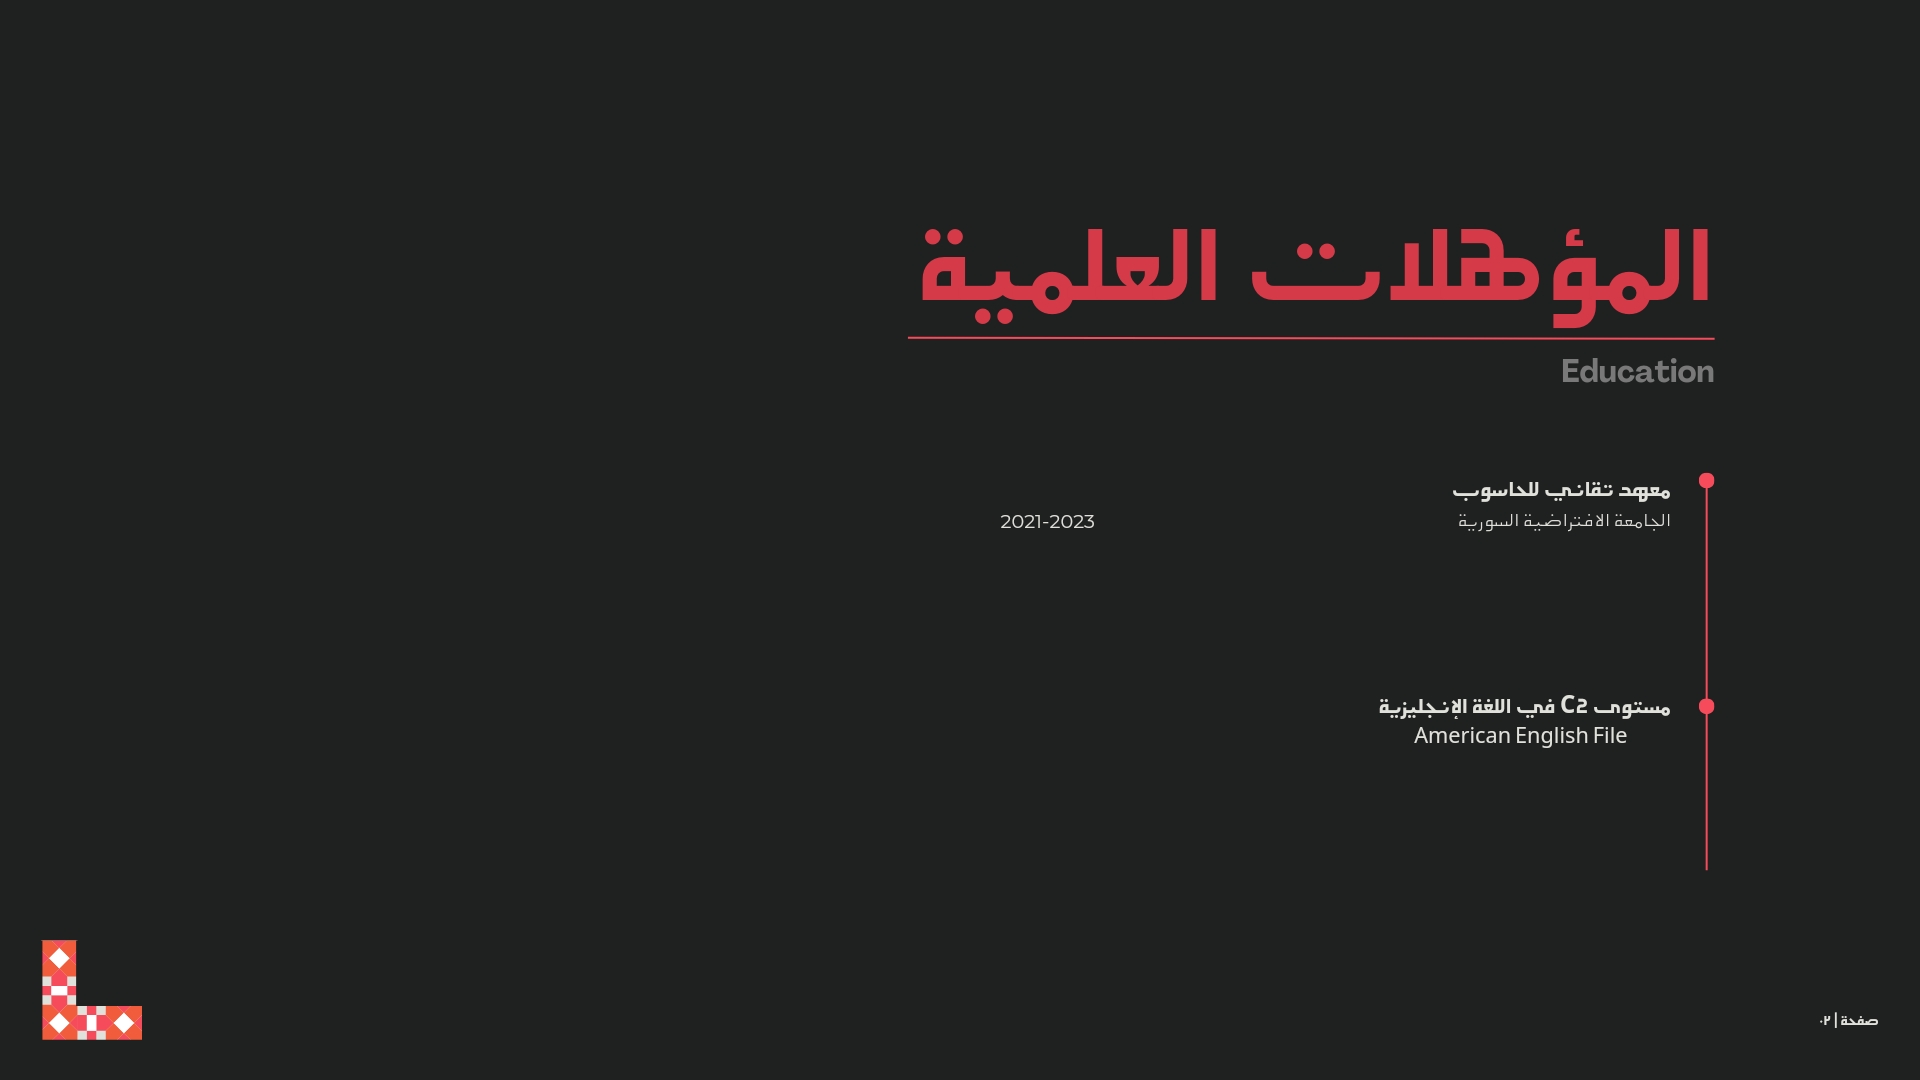 المؤهلات العلمية
Education
معهد تقاني للحاسوب
الجامعة الافتراضية السورية
2021-2023
مستوى C2 في اللغة الإنجليزية
American English File
صفحة | ٠٢